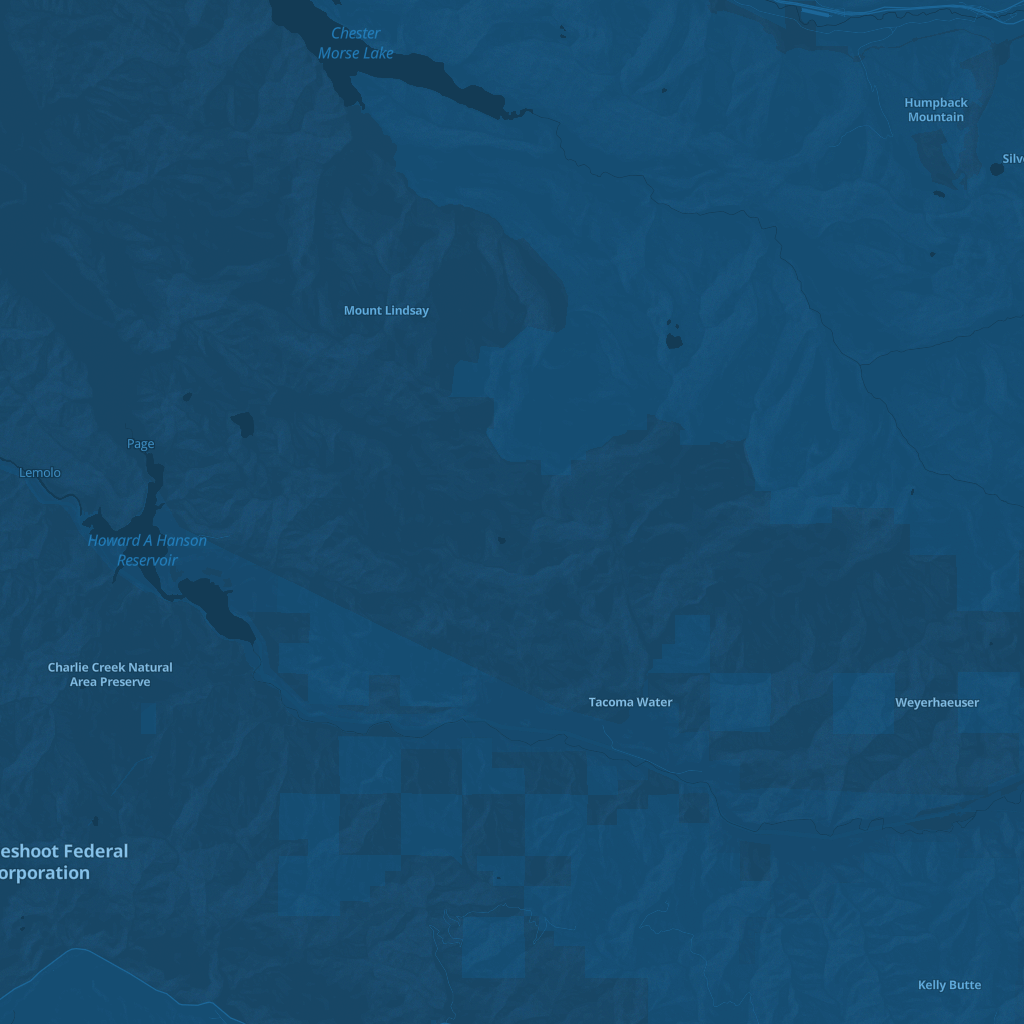 Chester
Morse Lake
Humpback
Mountain
Silv
Mount Lindsay
Page
Lemolo
Howard A Hanson
Reservoir
Charlie Creek Natural
Area Preserve
Tacoma Water
Weyerhaeuser
eshoot Federal
orporation
Kelly Butte